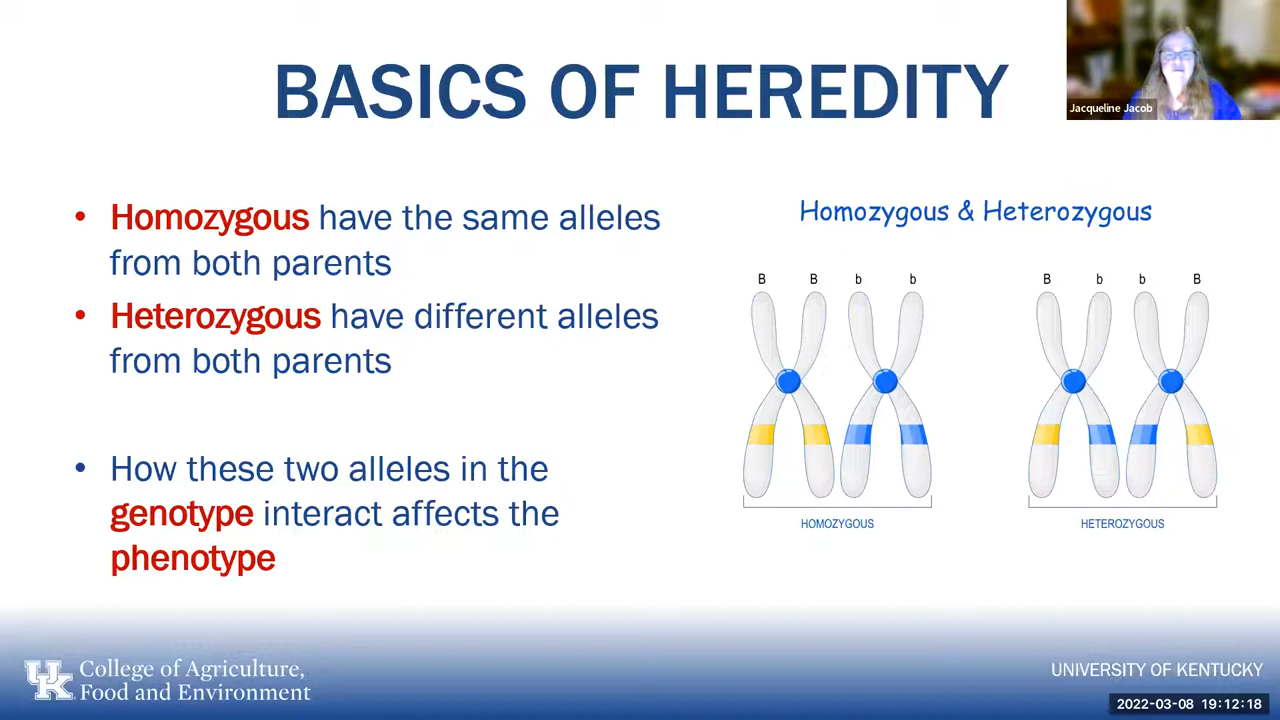 BASICS OF HEREDITY
Jacqueline Jacob
• Homozygous have the same alleles
from both parents
• Heterozygous have different alleles
from both parents
• How these two alleles in the
genotype interact affects the
phenotype
Homozygous & Heterozygous
B B b b
HOMOZYGOUS
B b b B
HETEROZYGOUS
UK College of Agriculture,
Food and Environment
UNIVERSITY OF KENTUCKY
2022-03-08 19:12:18